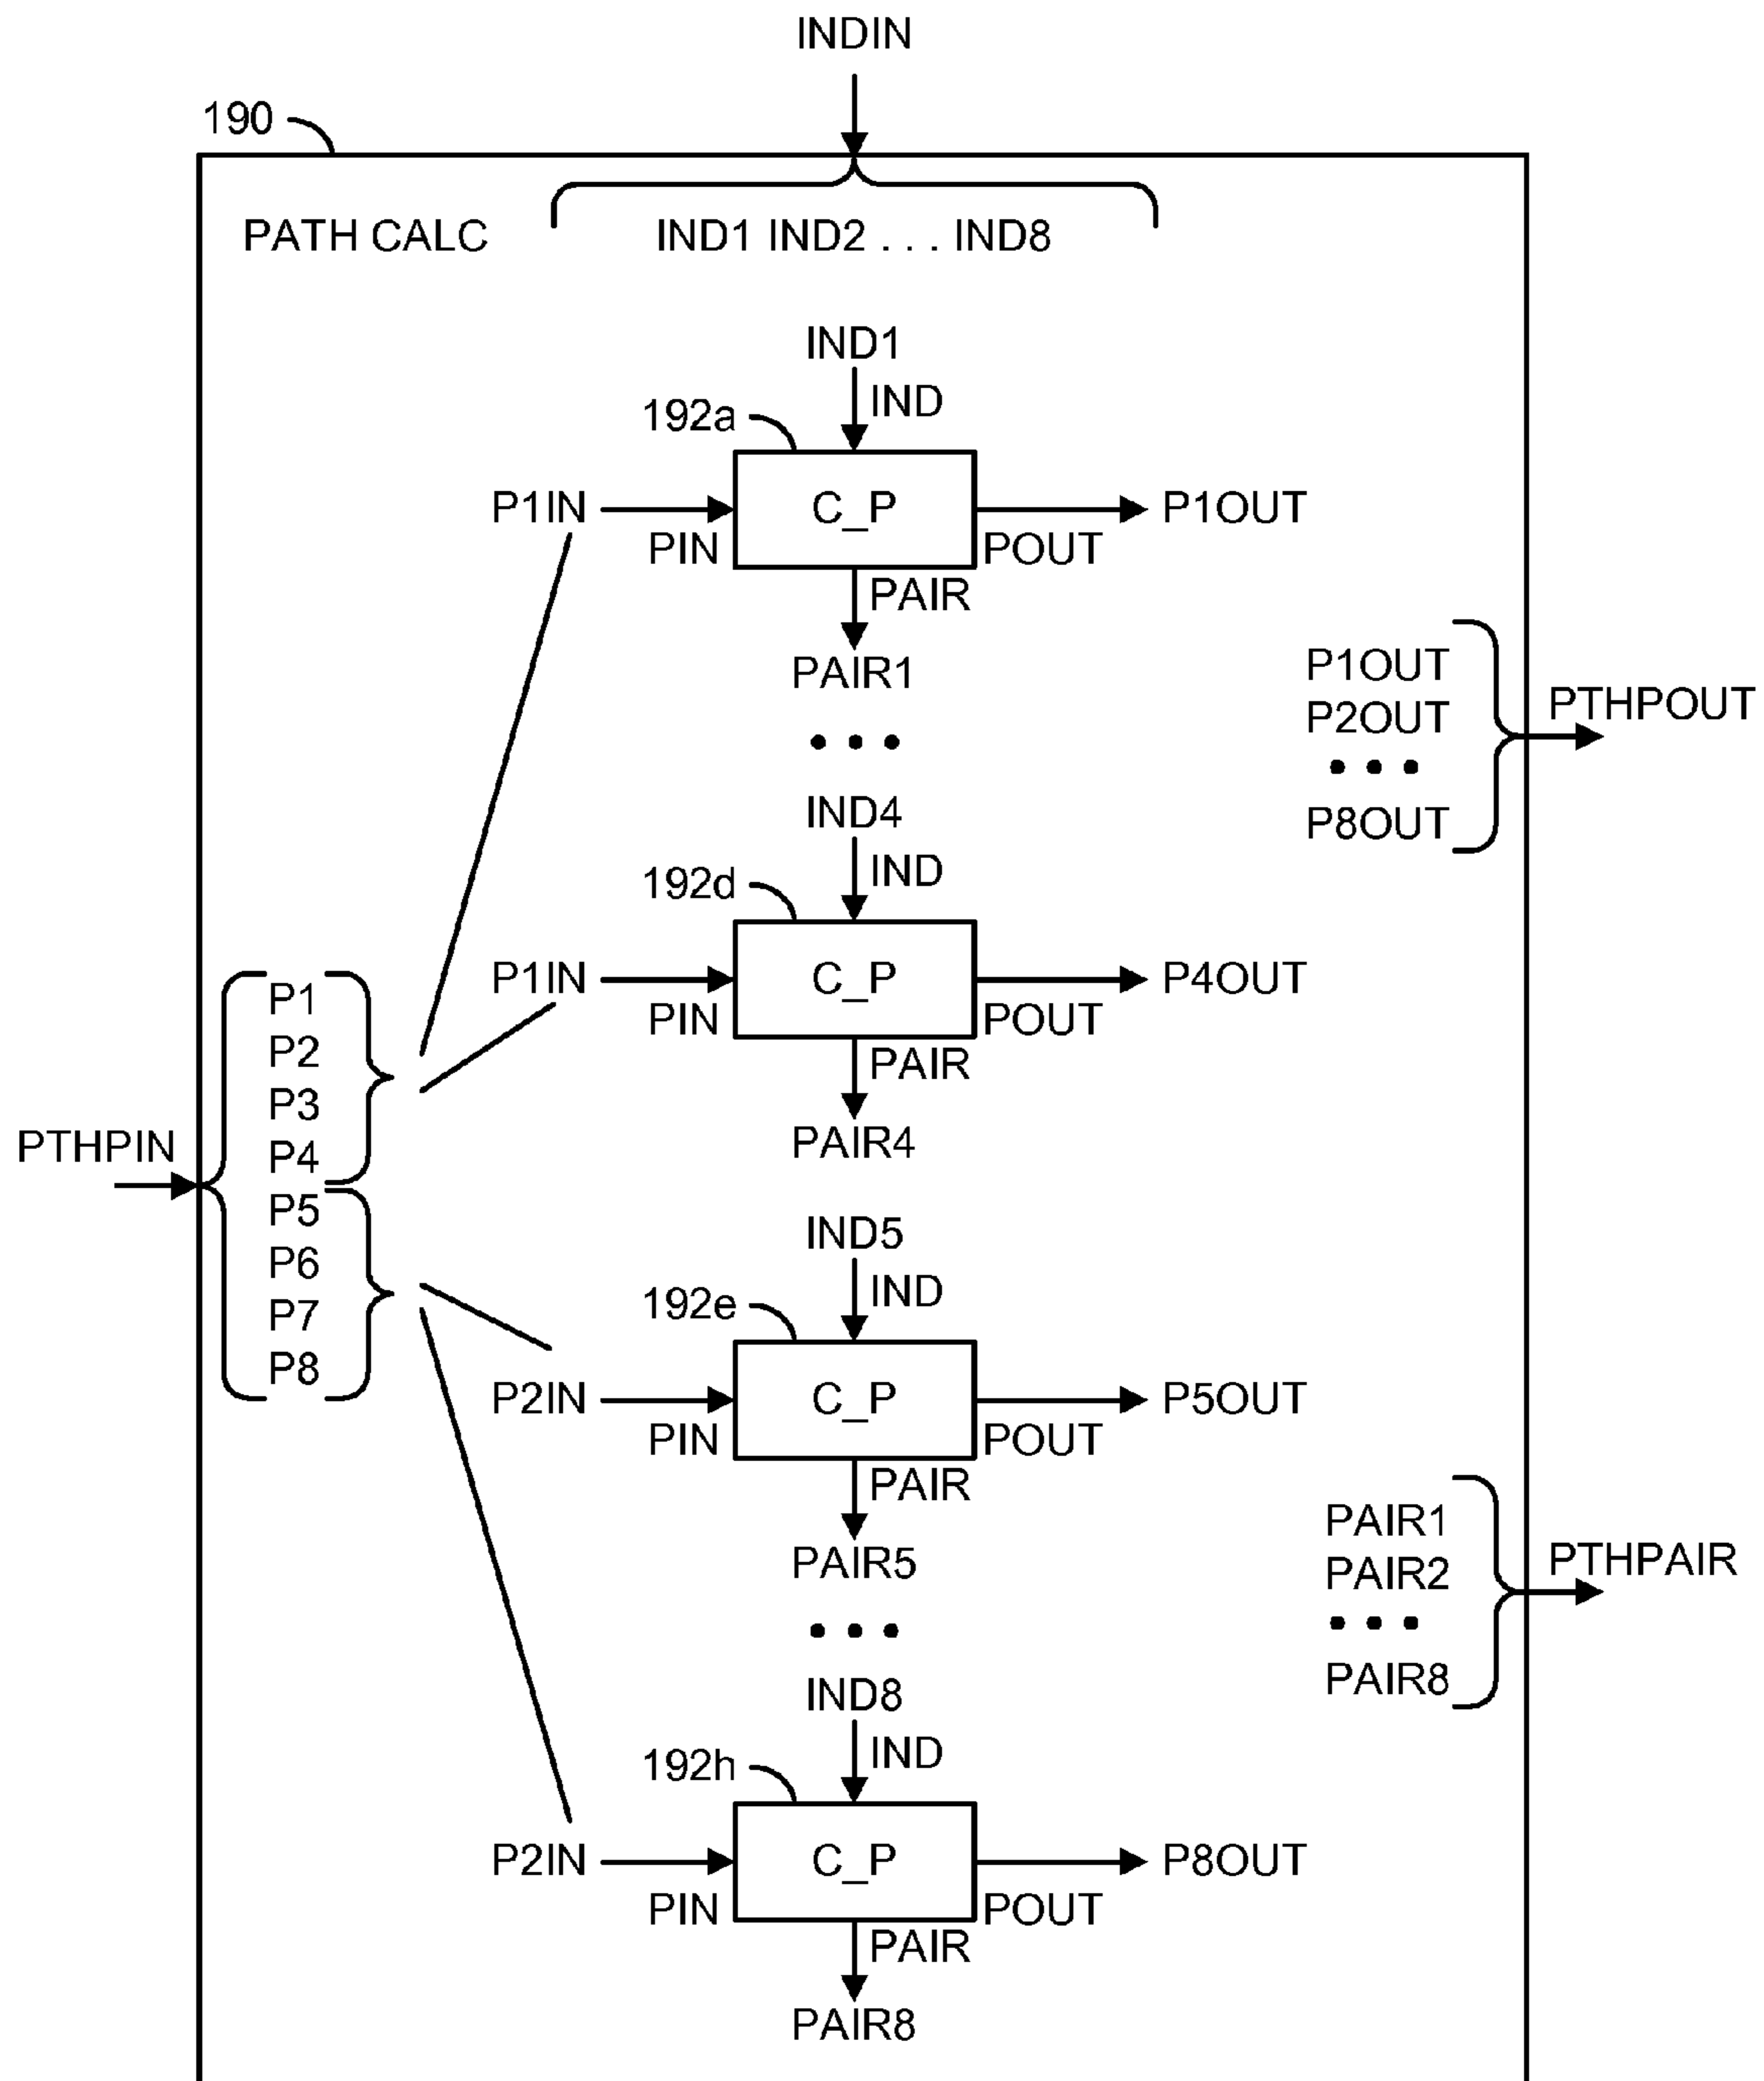 INDIN
190
PATH CALC
IND1 IND2 . . . IND8
IND1
IND
192a
P1IN
PIN
C_P
POUT
P1OUT
PAIR
PAIR1
• • •
P1OUT
P2OUT
• • •
P8OUT
PTHPOUT
IND4
IND
192d
P1IN
PIN
C_P
POUT
P4OUT
PAIR
PAIR4
PTHPIN
P1
P2
P3
P4
P5
P6
P7
P8
IND5
IND
192e
P2IN
PIN
C_P
POUT
P5OUT
PAIR
PAIR5
• • •
PAIR1
PAIR2
• • •
PAIR8
PTHPAIR
IND8
IND
192h
P2IN
PIN
C_P
POUT
P8OUT
PAIR
PAIR8